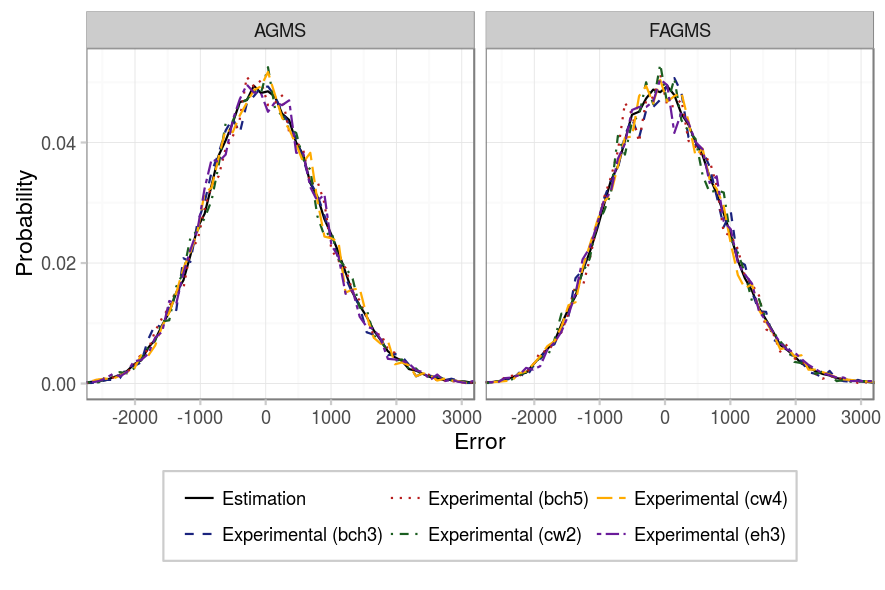 AGMS FAGMS
Probability
0.04
0.02
0.00
-2000 -1000 0 1000 2000 3000 -2000 -1000 0 1000 2000 3000
Error
Estimation Experimental (bch5) Experimental (cw4)
Experimental (bch3) Experimental (cw2) Experimental (eh3)